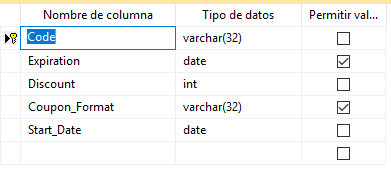 Nombre de columna Tipo de datos Permitir val...
Code varchar(32)
Expiration date
Discount int
Coupon_Format varchar(32)
Start_Date date